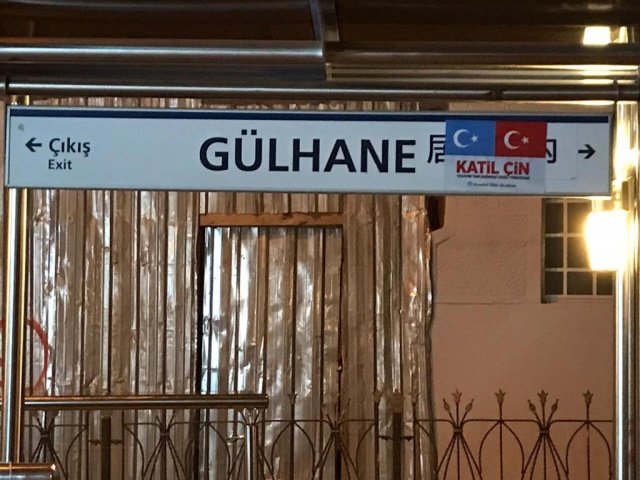 ← Çıkış
Exit
GÜLHANE
KATİL ÇİN
→